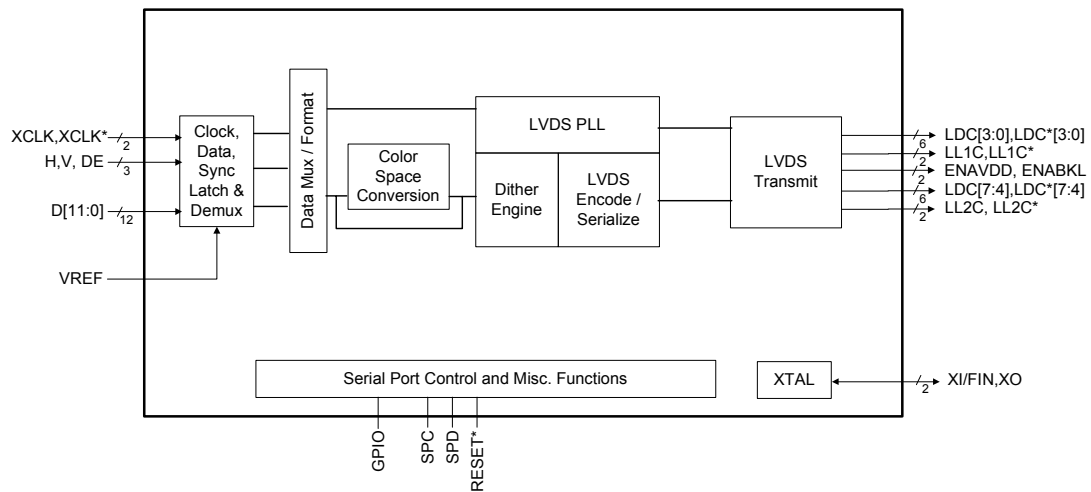 XCLK,XCLK*
2
H,V, DE
3
D[11:0]
12
VREF
Clock,
Data,
Sync
Latch &
Demux
Data Mux / Format
Color
Space
Conversion
LVDS PLL
Dither
Engine
LVDS
Encode /
Serialize
LVDS
Transmit
LDC[3:0],LDC*[3:0]
6
LL1C,LL1C*
2
ENAVDD, ENABKL
2
LDC[7:4],LDC*[7:4]
6
LL2C, LL2C*
2
Serial Port Control and Misc. Functions
XTAL
XI/FIN,XO
2
GPIO
SPC
SPD
RESET*